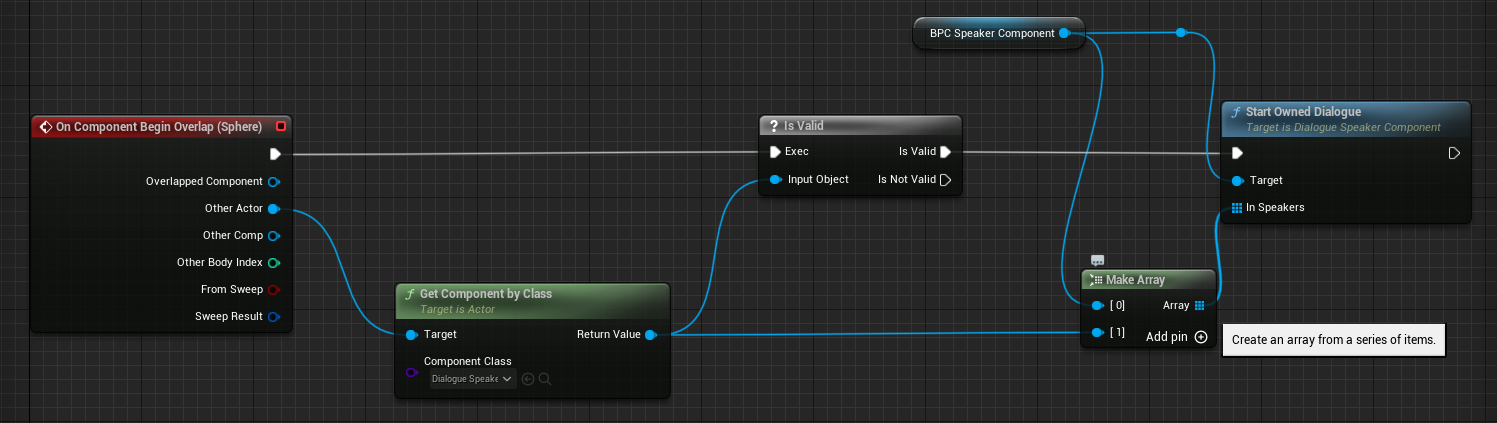 BPC Speaker Component
On Component Begin Overlap (Sphere)
Overlapped Component
Other Actor
Other Comp
Other Body Index
From Sweep
Sweep Result
Get Component by Class
Target is Actor
Target Return Value
Component Class
Dialogue Speake
? Is Valid
Exec Is Valid
Input Object Is Not Valid
Make Array
[ 0] Array
[ 1] Add pin
f Start Owned Dialogue
Target is Dialogue Speaker Component
Target
In Speakers
Create an array from a series of items.